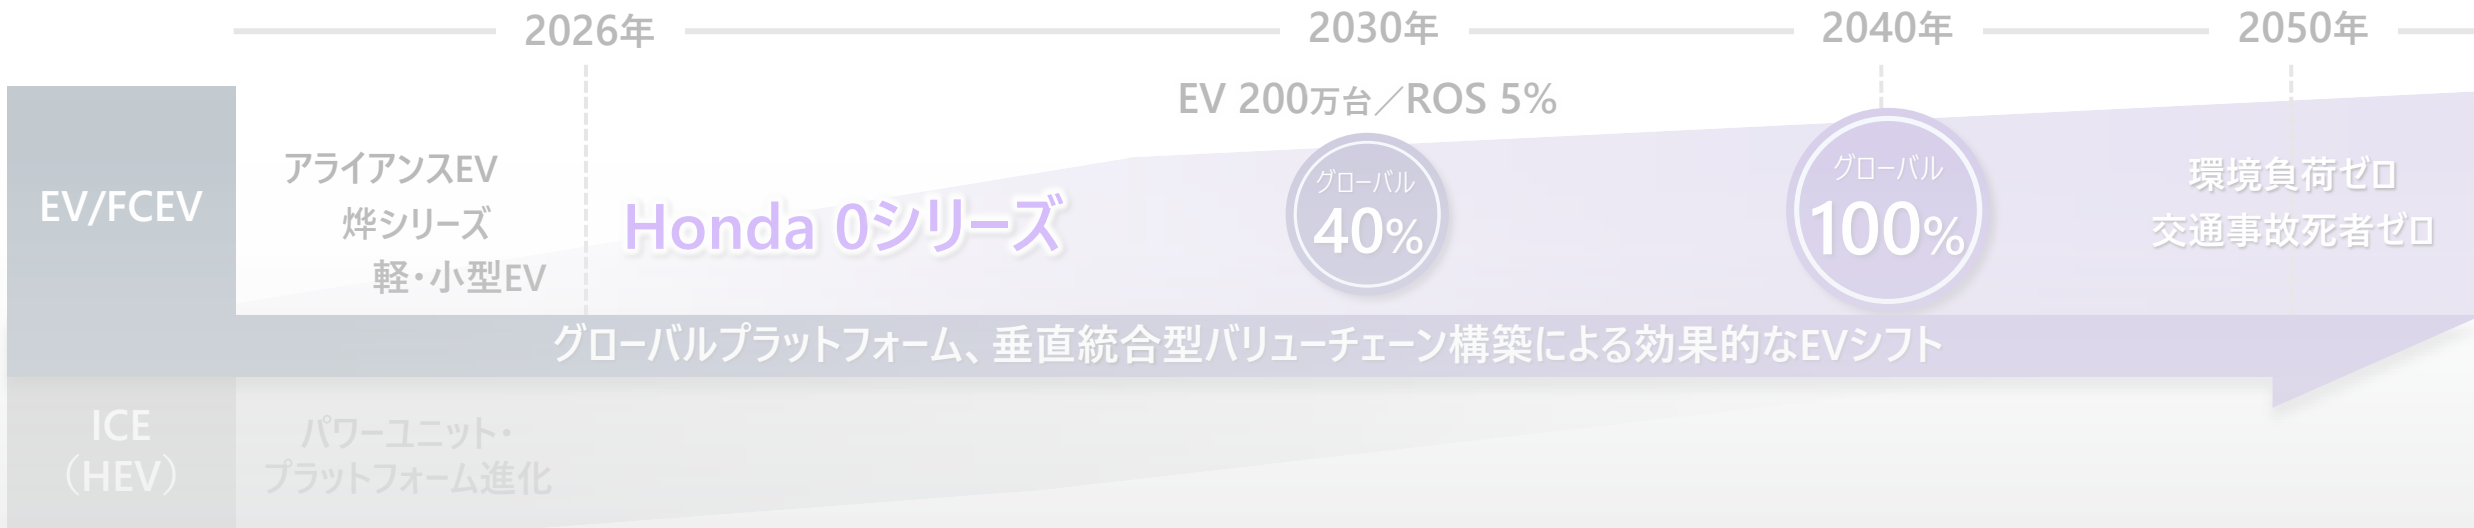 2026年
2030年
2040年
2050年
EV 200万台／ROS 5%
EV/FCEV
アライアンスEV
烨シリーズ
軽・小型EV
Honda 0シリーズ
グローバル
40%
グローバル
100%
環境負荷ゼロ
交通事故死者ゼロ
グローバルプラットフォーム、垂直統合型バリューチェーン構築による効果的なEVシフト
ICE
（HEV）
パワーユニット・
プラットフォーム進化